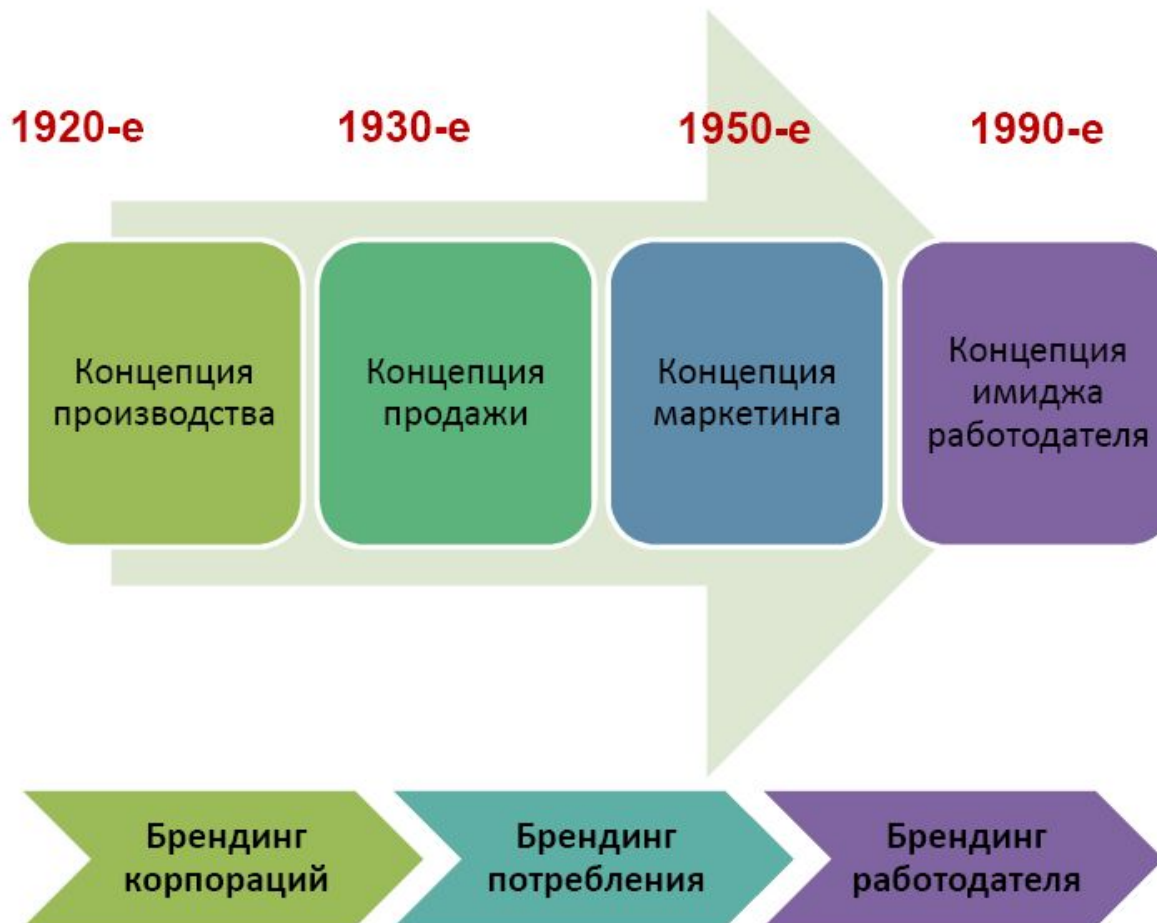 1920-е 1930-е 1950-е 1990-е
Концепция
производства
Концепция
продажи
Концепция
маркетинга
Концепция
имиджа
работодателя
Брендинг
корпораций
Брендинг
потребления
Брендинг
работодателя